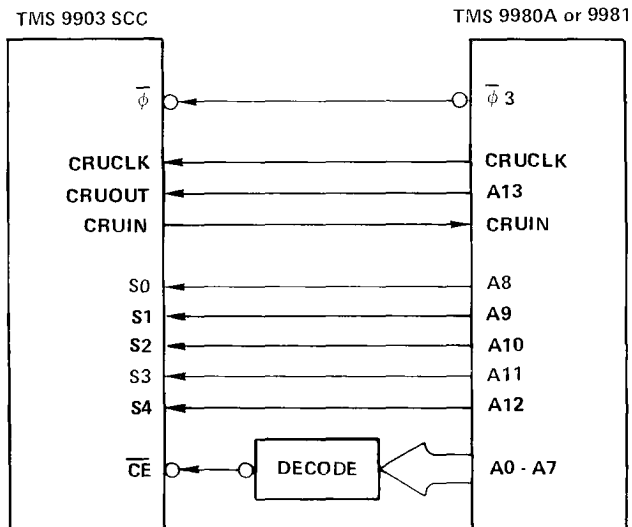 TMS 9903 SCC TMS 9980A or 9981
φ̅ φ̅ 3
CRUCLK CRUCLK
CRUOUT A13
CRUIN CRUIN
S0 A8
S1 A9
S2 A10
S3 A11
S4 A12
C̅E̅ DECODE A0 - A7